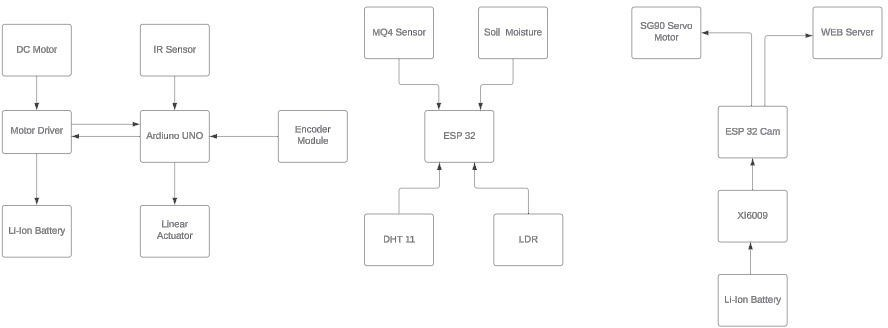 DC Motor
IR Sensor
Motor Driver
Ardiuno UNO
Encoder
Module
Li-Ion Battery
Linear
Actuator
MQ4 Sensor
Soil Moisture
ESP 32
DHT 11
LDR
SG90 Servo
Motor
WEB Server
ESP 32 Cam
Xl6009
Li-Ion Battery